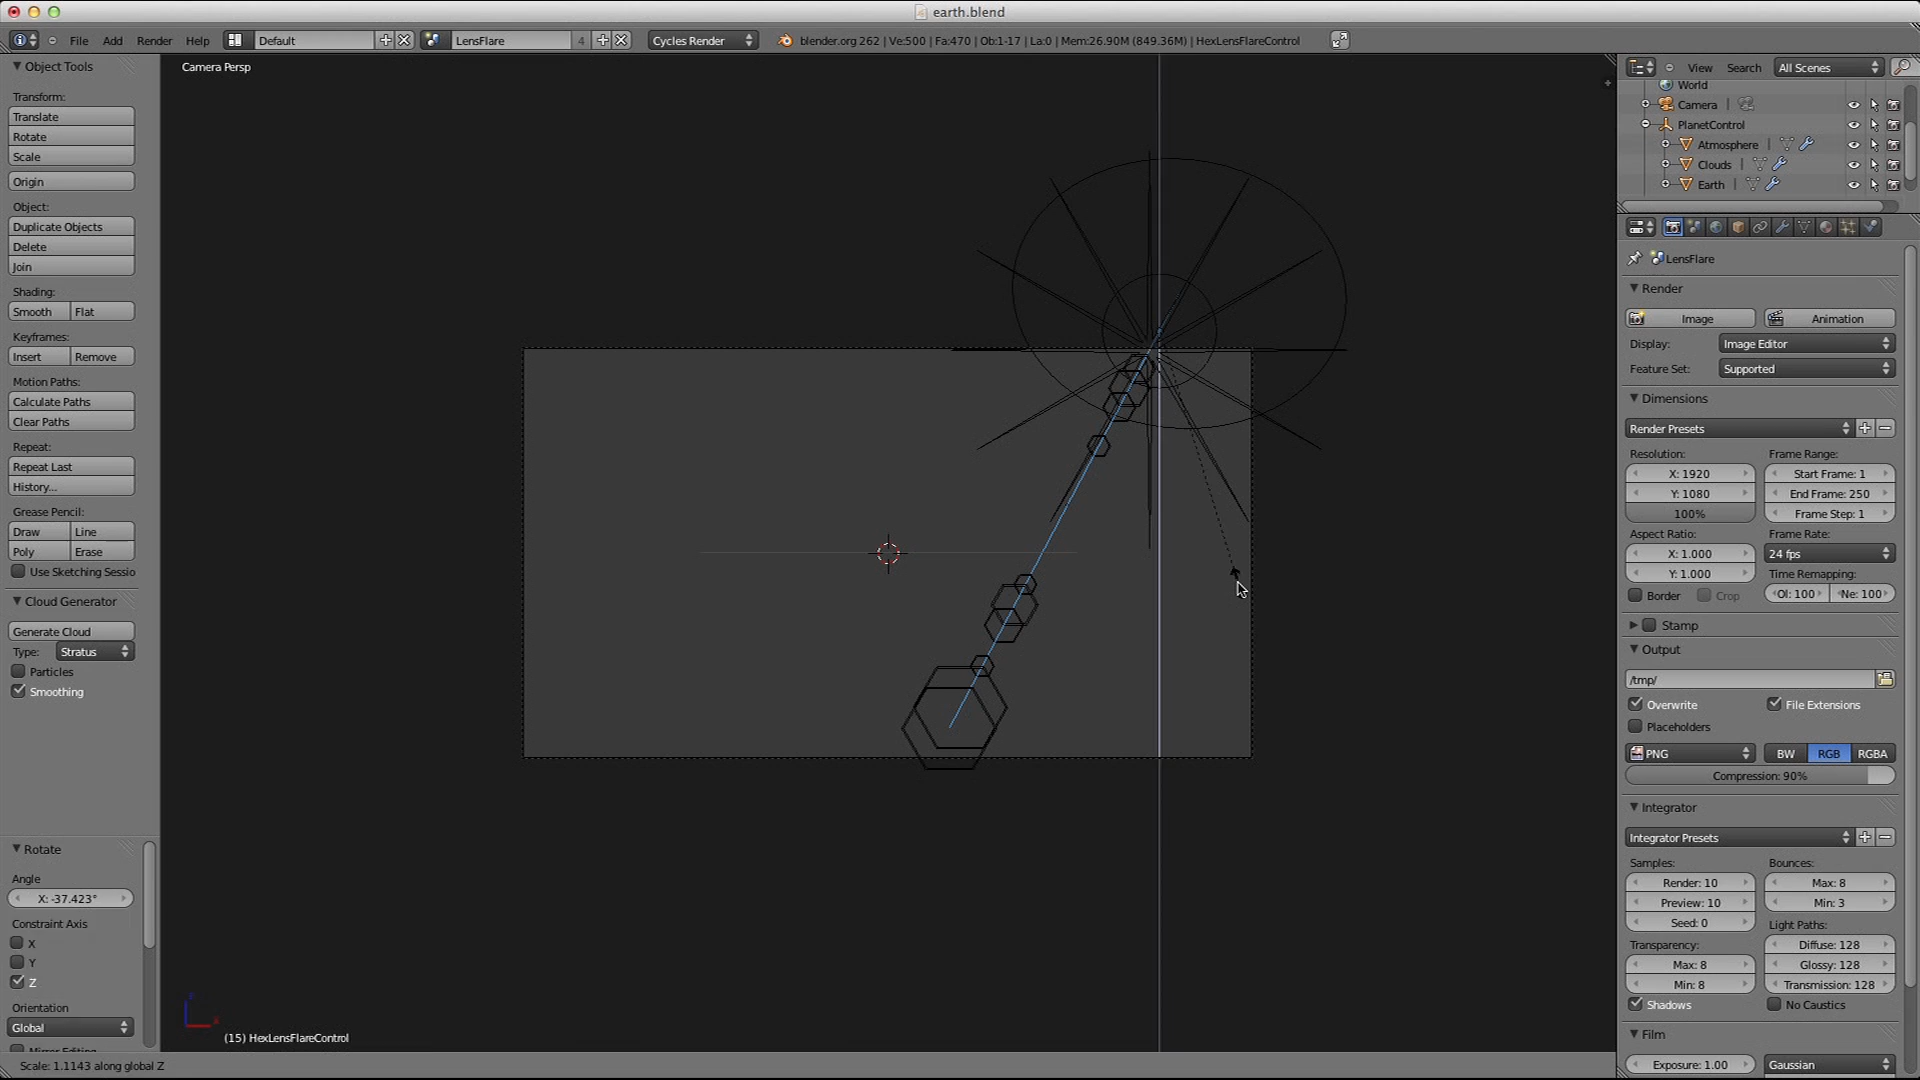 earth.blend
File Add Render Help Default LensFlare 4 Cycles Render blender.org 262 | Ve:500 | Fa:470 | Ob:1-17 | La:0 | Mem:26.90M (849.36M) | HexLensFlareControl
Object Tools
Transform:
Translate
Rotate
Scale
Origin
Object:
Duplicate Objects
Delete
Join
Shading:
Smooth Flat
Keyframes:
Insert Remove
Motion Paths:
Calculate Paths
Clear Paths
Repeat:
Repeat Last
History...
Grease Pencil:
Draw Line
Poly Erase
Use Sketching Sessio
Cloud Generator
Generate Cloud
Type: Stratus
Particles
Smoothing
Rotate
Angle
X: -37.423°
Constraint Axis
X
Y
Z
Orientation
Global
Camera Persp
(15) HexLensFlareControl
Scale: 1.1143 along global Z
View Search All Scenes
World
Camera
PlanetControl
Atmosphere
Clouds
Earth
LensFlare
Render
Image Animation
Display: Image Editor
Feature Set: Supported
Dimensions
Render Presets
Resolution: Frame Range:
X: 1920 Start Frame: 1
Y: 1080 End Frame: 250
100% Frame Step: 1
Aspect Ratio: Frame Rate:
X: 1.000 24 fps
Y: 1.000 Time Remapping:
Border Crop Ol: 100 Ne: 100
Stamp
Output
/tmp/
Overwrite File Extensions
Placeholders
PNG BW RGB RGBA
Compression: 90%
Integrator
Integrator Presets
Samples: Bounces:
Render: 10 Max: 8
Preview: 10 Min: 3
Seed: 0 Light Paths:
Transparency: Diffuse: 128
Max: 8 Glossy: 128
Min: 8 Transmission: 128
Shadows No Caustics
Film
Exposure: 1.00 Gaussian